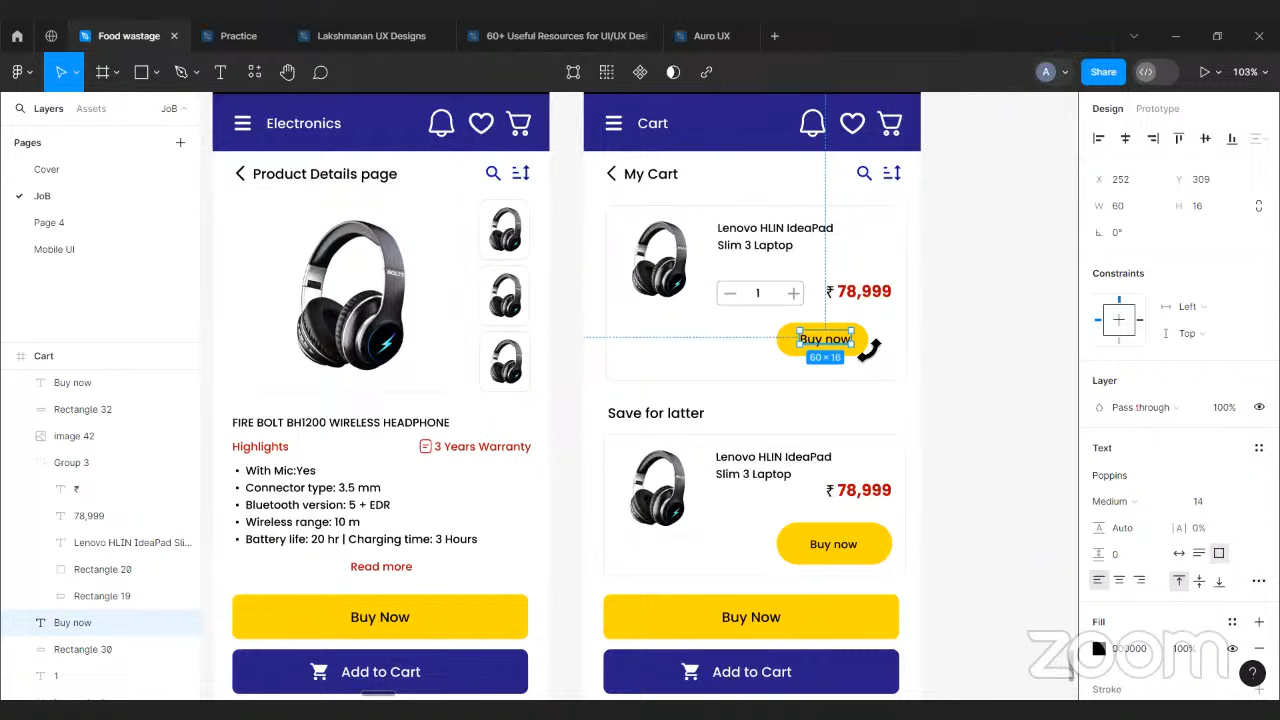 Food wastage
Practice
Lakshmanan UX Designs
60+ Useful Resources for UI/UX Desi
Auro UX
A
Share
103%
Layers
Assets
JoB
Pages
Cover
JoB
Page 4
Mobile UI
Cart
Buy now
Rectangle 32
image 42
Group 3
₹
78,999
Lenovo HLIN IdeaPad Sli...
Rectangle 20
Rectangle 19
Buy now
Rectangle 30
1
Electronics
Product Details page
BOLTT
FIRE BOLT BH1200 WIRELESS HEADPHONE
Highlights
3 Years Warranty
• With Mic:Yes
• Connector type: 3.5 mm
• Bluetooth version: 5 + EDR
• Wireless range: 10 m
• Battery life: 20 hr | Charging time: 3 Hours
Read more
Buy Now
Add to Cart
Cart
My Cart
Lenovo HLIN IdeaPad
Slim 3 Laptop
1
₹ 78,999
Buy now
60 × 16
Save for latter
Lenovo HLIN IdeaPad
Slim 3 Laptop
₹ 78,999
Buy now
Buy Now
Add to Cart
Design
Prototype
X 252
Y 309
W 60
H 16
0°
Constraints
Left
Top
Layer
Pass through
100%
Text
Poppins
Medium
14
Auto
0%
0
Fill
000000
100%
Stroke
zoom
?